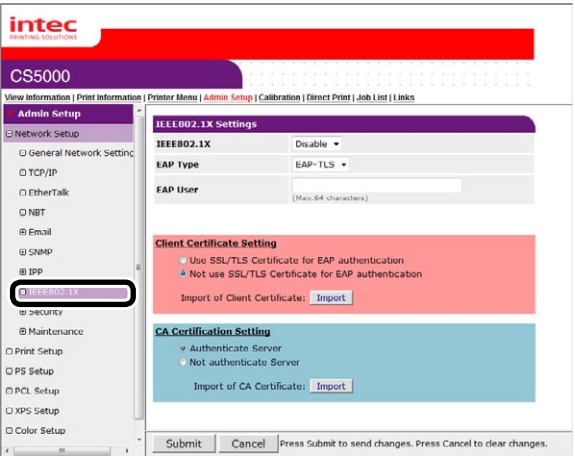 intec
PRINTING SOLUTIONS
CS5000
View Information | Print Information | Printer Menu | Admin Setup | Calibration | Direct Print | Job List | Links
Admin Setup
Network Setup
General Network Setting
TCP/IP
EtherTalk
NBT
Email
SNMP
IPP
IEEE802.1X
Security
Maintenance
Print Setup
PS Setup
PCL Setup
XPS Setup
Color Setup
IEEE802.1X Settings
IEEE802.1X Disable
EAP Type EAP-TLS
EAP User
(Max.64 characters)
Client Certificate Setting
Use SSL/TLS Certificate for EAP authentication
Not use SSL/TLS Certificate for EAP authentication
Import of Client Certificate: Import
CA Certification Setting
Authenticate Server
Not authenticate Server
Import of CA Certificate: Import
Submit Cancel Press Submit to send changes. Press Cancel to clear changes.